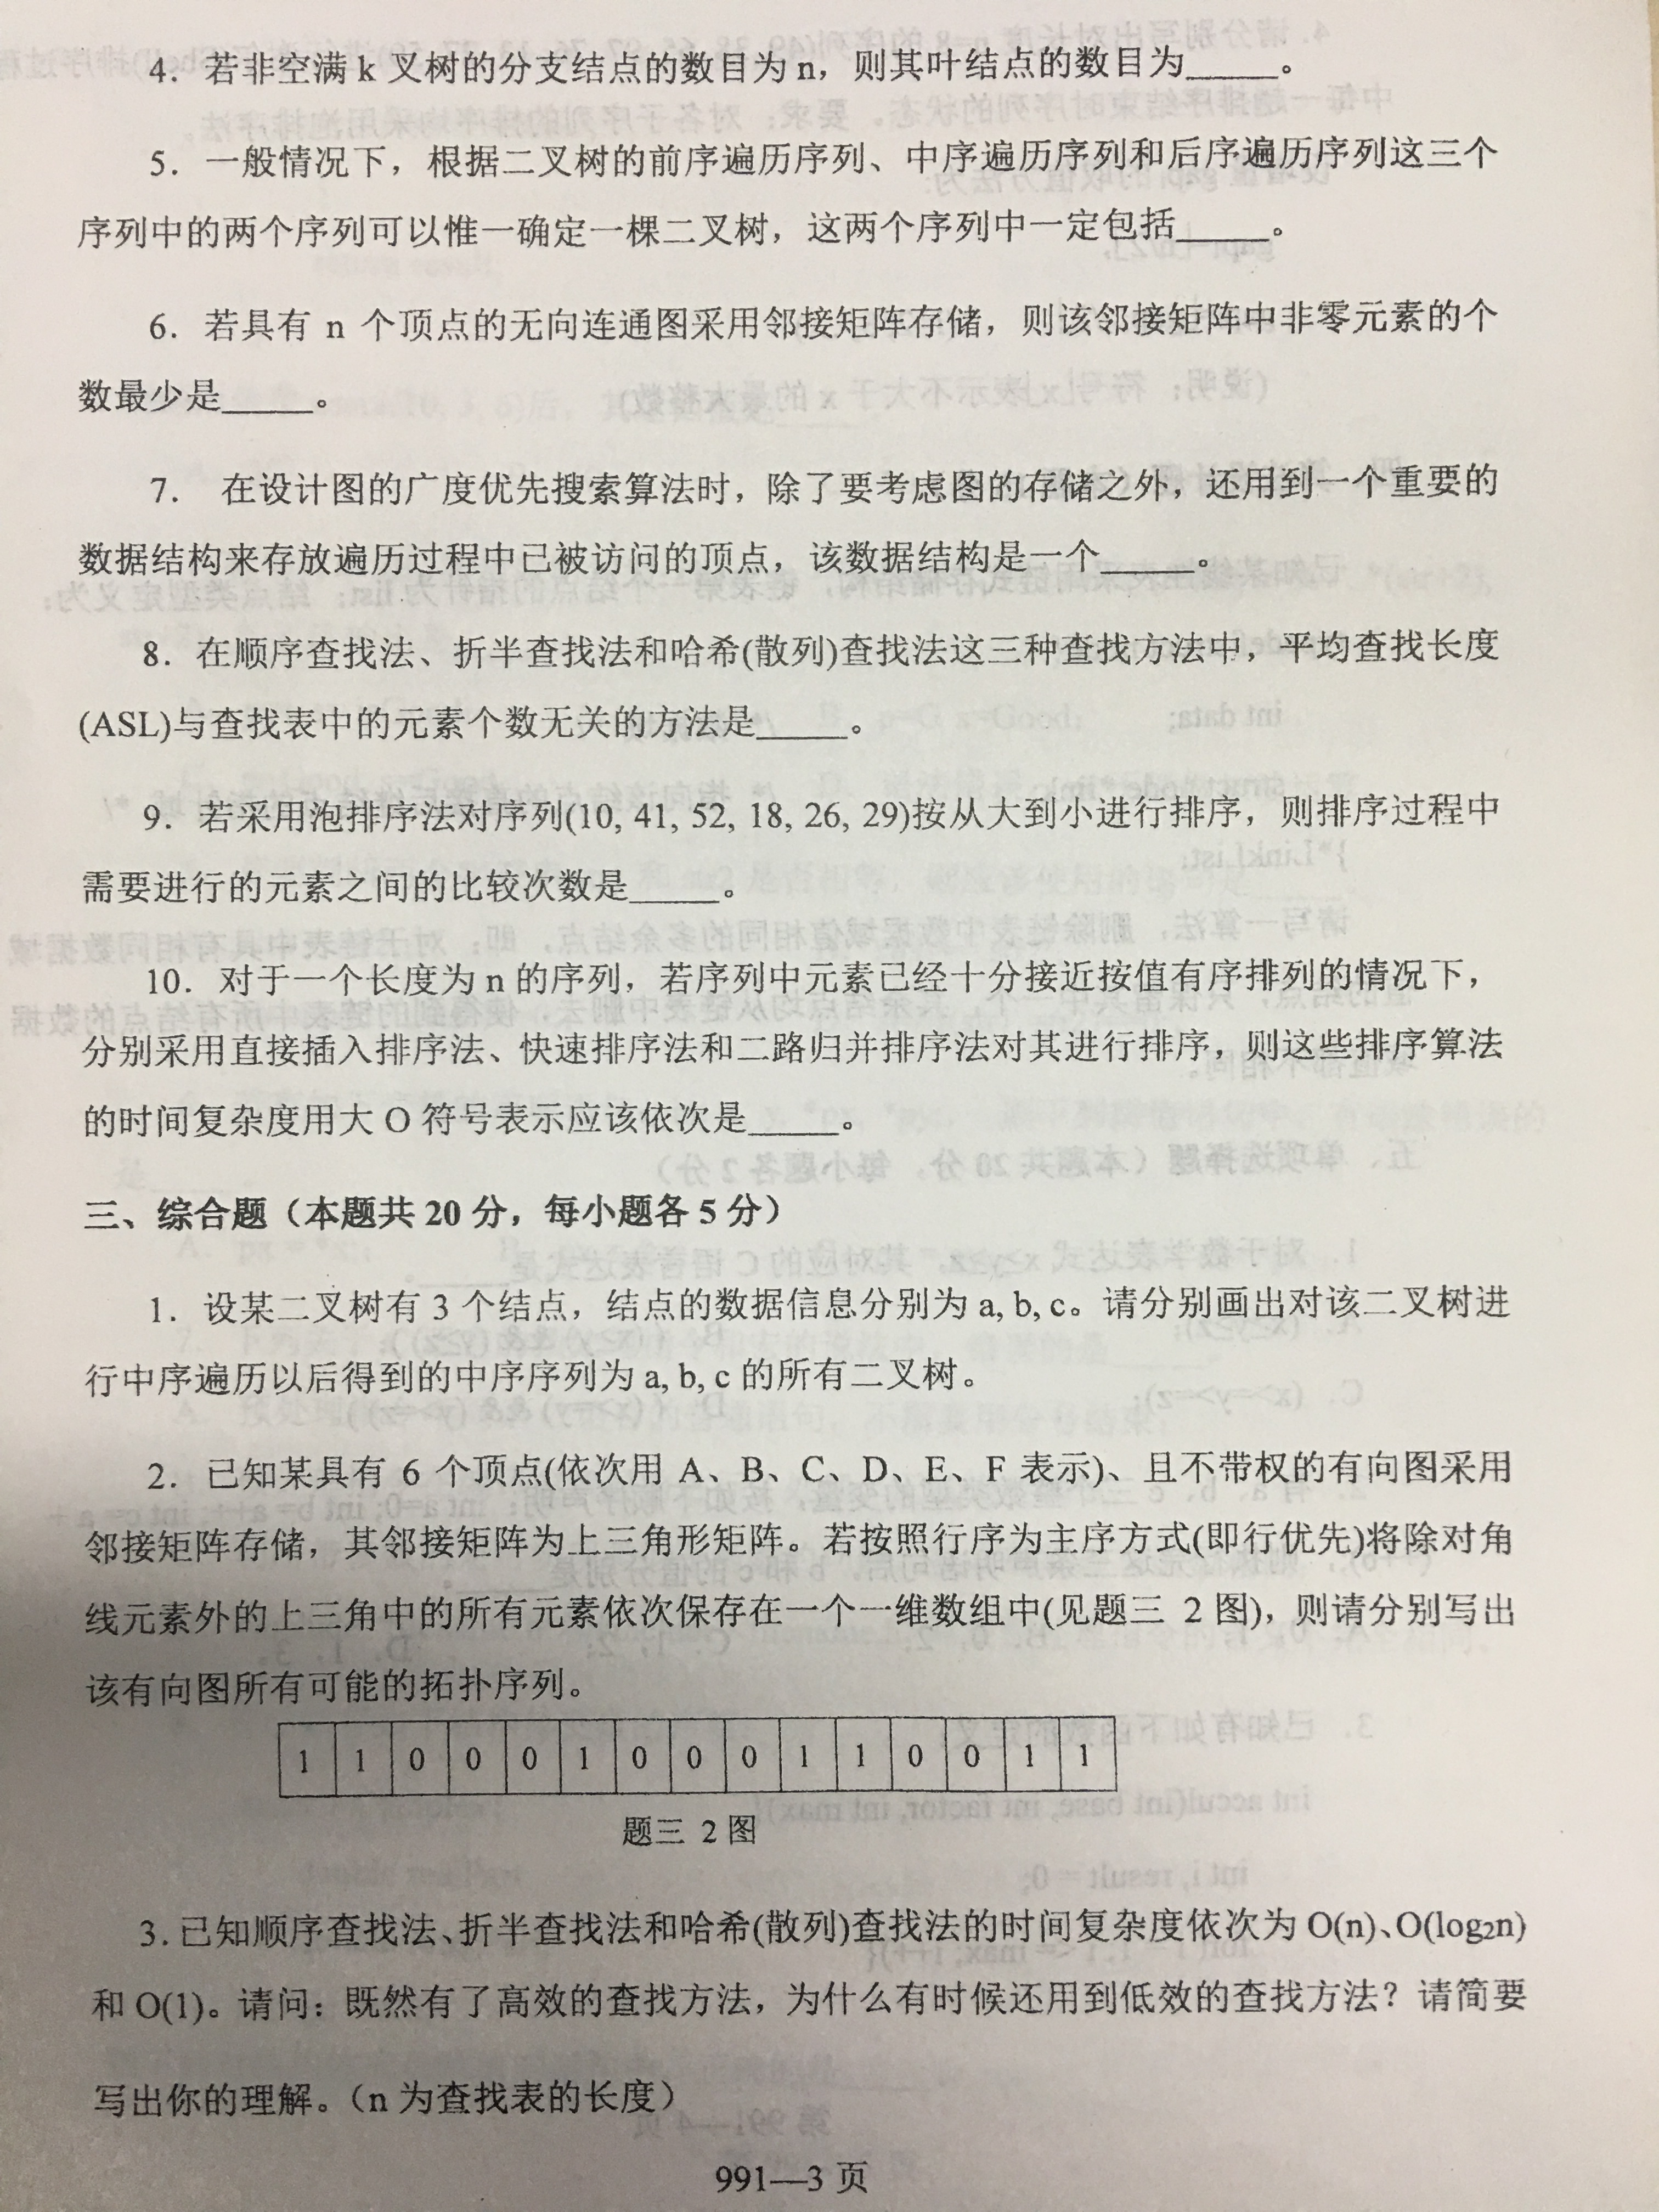 4．若非空满 k 叉树的分支结点的数目为 n，则其叶结点的数目为_____。
5．一般情况下，根据二叉树的前序遍历序列、中序遍历序列和后序遍历序列这三个
序列中的两个序列可以惟一确定一棵二叉树，这两个序列中一定包括_____。
6．若具有 n 个顶点的无向连通图采用邻接矩阵存储，则该邻接矩阵中非零元素的个
数最少是_____。
7． 在设计图的广度优先搜索算法时，除了要考虑图的存储之外，还用到一个重要的
数据结构来存放遍历过程中已被访问的顶点，该数据结构是一个_____。
8．在顺序查找法、折半查找法和哈希(散列)查找法这三种查找方法中，平均查找长度
(ASL)与查找表中的元素个数无关的方法是_____。
9．若采用泡排序法对序列(10, 41, 52, 18, 26, 29)按从大到小进行排序，则排序过程中
需要进行的元素之间的比较次数是_____。
10．对于一个长度为 n 的序列，若序列中元素已经十分接近按值有序排列的情况下，
分别采用直接插入排序法、快速排序法和二路归并排序法对其进行排序，则这些排序算法
的时间复杂度用大 O 符号表示应该依次是_____。
三、综合题（本题共 20 分，每小题各 5 分）
1．设某二叉树有 3 个结点，结点的数据信息分别为 a, b, c。请分别画出对该二叉树进
行中序遍历以后得到的中序序列为 a, b, c 的所有二叉树。
2．已知某具有 6 个顶点(依次用 A、B、C、D、E、F 表示)、且不带权的有向图采用
邻接矩阵存储，其邻接矩阵为上三角形矩阵。若按照行序为主序方式(即行优先)将除对角
线元素外的上三角中的所有元素依次保存在一个一维数组中(见题三 2 图)，则请分别写出
该有向图所有可能的拓扑序列。
1 1 0 0 0 1 0 0 0 1 1 0 0 1 1
题三 2 图
3.已知顺序查找法、折半查找法和哈希(散列)查找法的时间复杂度依次为 O(n)、O(log₂n)
和 O(1)。请问：既然有了高效的查找方法，为什么有时候还用到低效的查找方法？请简要
写出你的理解。（n 为查找表的长度）
991—3 页